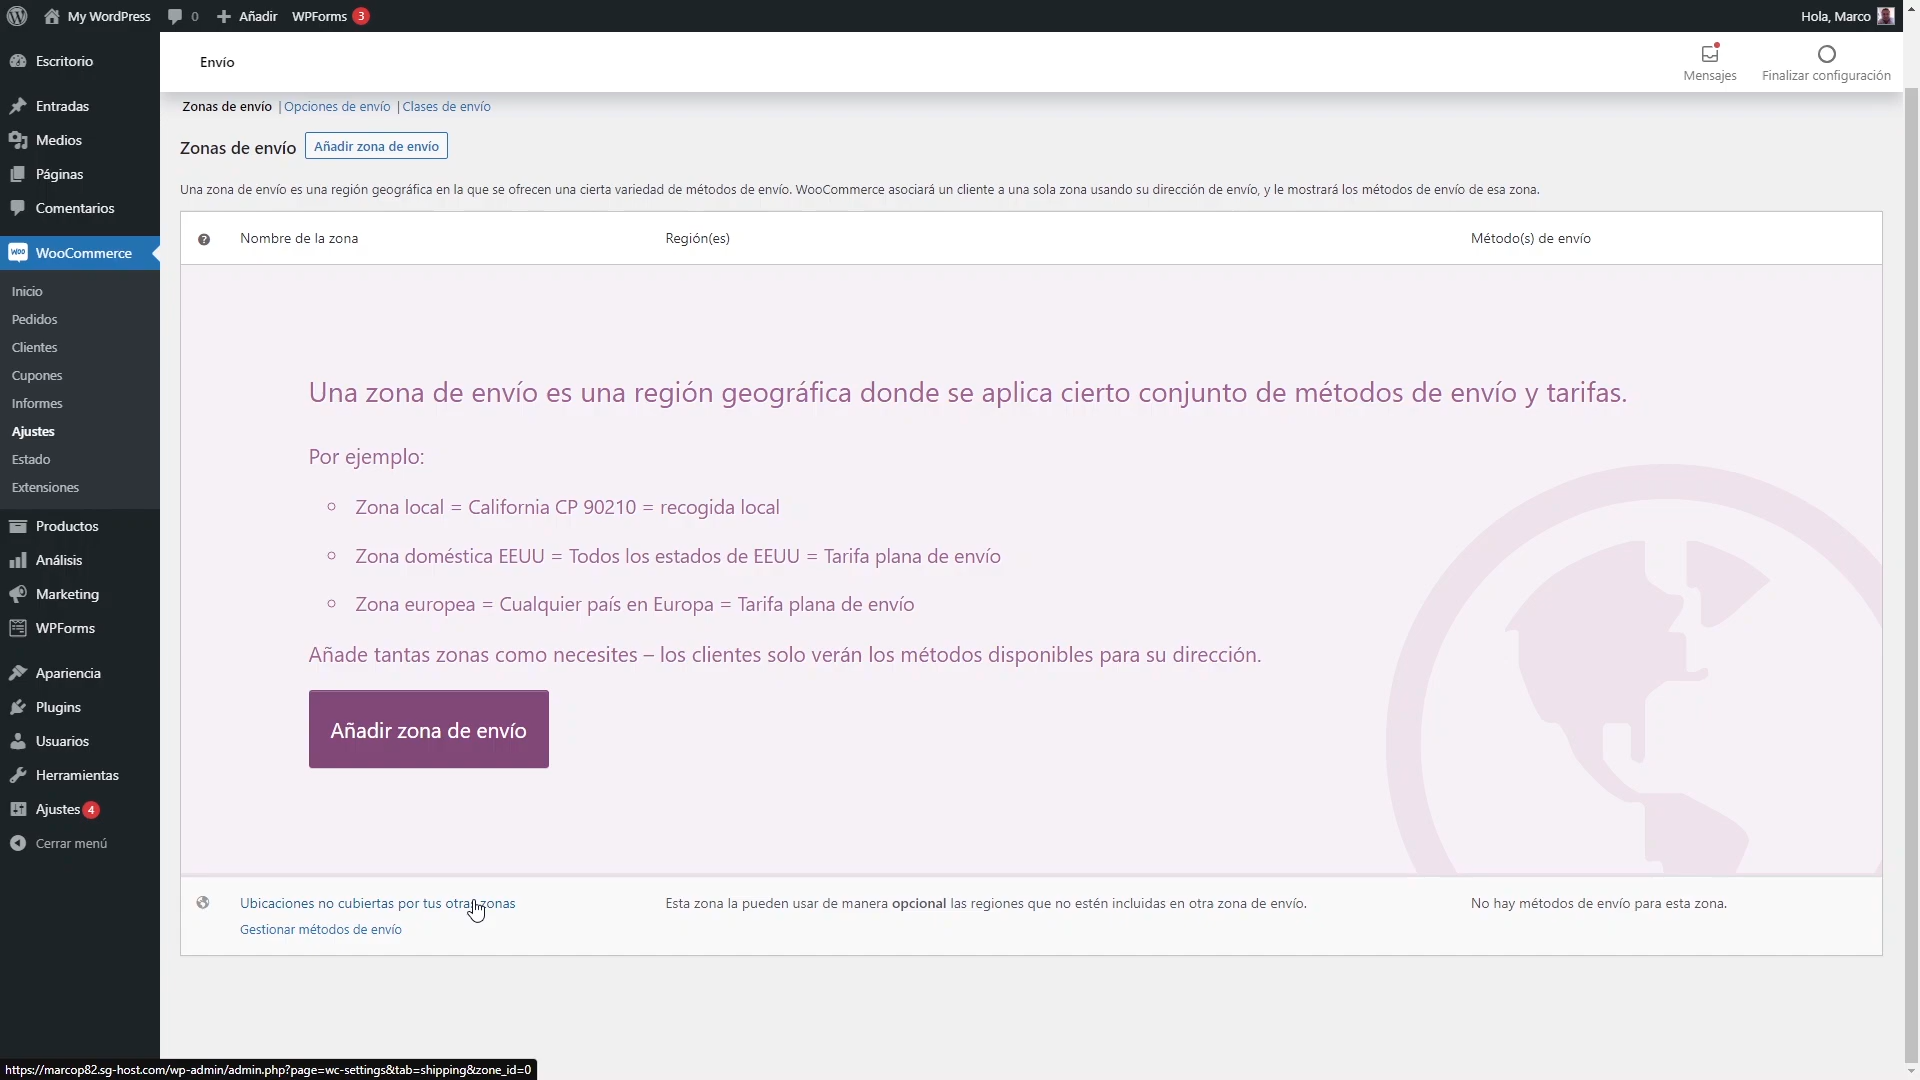 My WordPress
0
Añadir
WPForms 3
Hola, Marco
Escritorio
Entradas
Medios
Páginas
Comentarios
WooCommerce
Inicio
Pedidos
Clientes
Cupones
Informes
Ajustes
Estado
Extensiones
Productos
Análisis
Marketing
WPForms
Apariencia
Plugins
Usuarios
Herramientas
Ajustes 4
Cerrar menú
Envío
Mensajes
Finalizar configuración
Zonas de envío | Opciones de envío | Clases de envío
Zonas de envío
Añadir zona de envío
Una zona de envío es una región geográfica en la que se ofrecen una cierta variedad de métodos de envío. WooCommerce asociará un cliente a una sola zona usando su dirección de envío, y le mostrará los métodos de envío de esa zona.
Nombre de la zona
Región(es)
Método(s) de envío
Una zona de envío es una región geográfica donde se aplica cierto conjunto de métodos de envío y tarifas.
Por ejemplo:
Zona local = California CP 90210 = recogida local
Zona doméstica EEUU = Todos los estados de EEUU = Tarifa plana de envío
Zona europea = Cualquier país en Europa = Tarifa plana de envío
Añade tantas zonas como necesites – los clientes solo verán los métodos disponibles para su dirección.
Añadir zona de envío
Ubicaciones no cubiertas por tus otras zonas
Gestionar métodos de envío
Esta zona la pueden usar de manera opcional las regiones que no estén incluidas en otra zona de envío.
No hay métodos de envío para esta zona.
https://marcop82.sg-host.com/wp-admin/admin.php?page=wc-settings&tab=shipping&zone_id=0